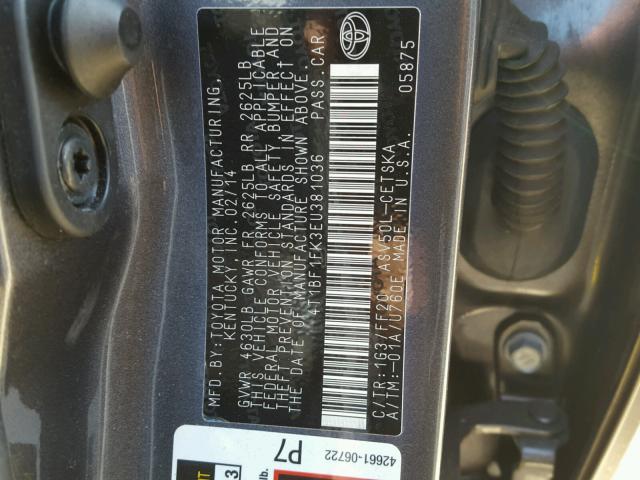 MFD. BY: TOYOTA MOTOR MANUFACTURING,
KENTUCKY, INC. 02/14
GVWR 4630LB GAWR FR 2625LB RR 2625LB
THIS VEHICLE CONFORMS TO ALL APPLICABLE
FEDERAL MOTOR VEHICLE SAFETY, BUMPER, AND
THEFT PREVENTION STANDARDS IN EFFECT ON
THE DATE OF MANUFACTURE SHOWN ABOVE.
4T1BF1FK3EU381036 PASS. CAR
C/TR:1G3/FF20 ASV50L-CETSKA
A/TM:-01A/U760E MADE IN U.S.A.
05875
42661-06722
P7
lb.
3